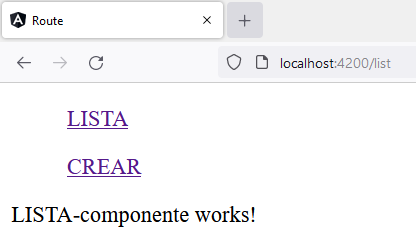 Route
localhost:4200/list
LISTA
CREAR
LISTA-componente works!